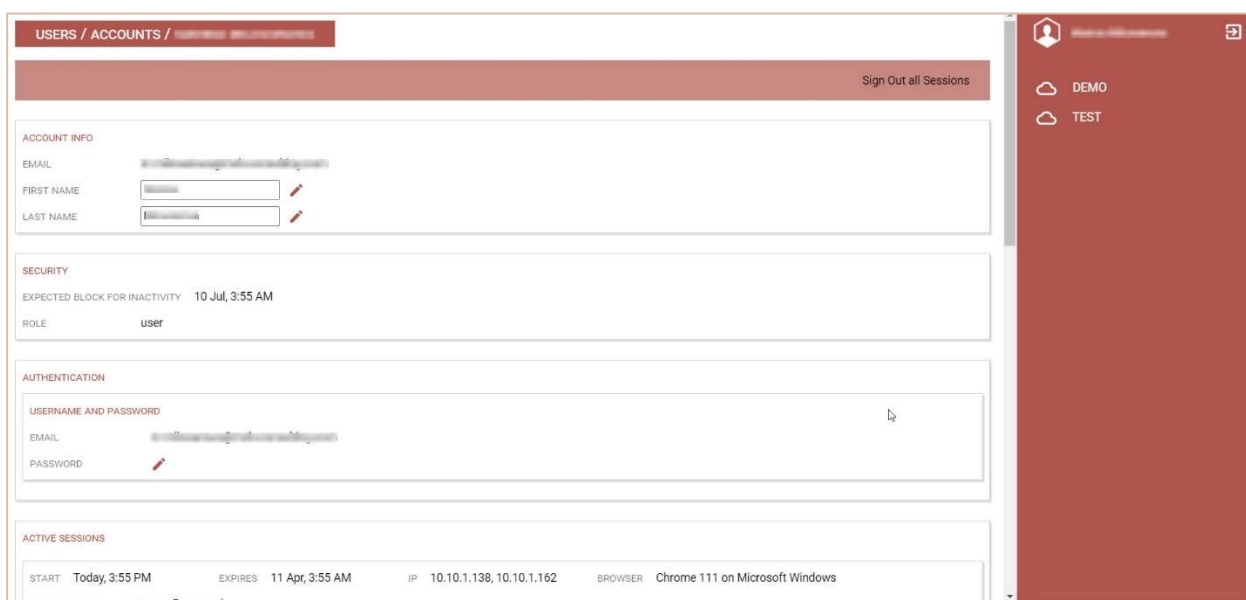 USERS / ACCOUNTS /
Sign Out all Sessions
ACCOUNT INFO
EMAIL
FIRST NAME
LAST NAME
SECURITY
EXPECTED BLOCK FOR INACTIVITY 10 Jul, 3:55 AM
ROLE user
AUTHENTICATION
USERNAME AND PASSWORD
EMAIL
PASSWORD
ACTIVE SESSIONS
START Today, 3:55 PM EXPIRES 11 Apr, 3:55 AM IP 10.10.1.138, 10.10.1.162 BROWSER Chrome 111 on Microsoft Windows
DEMO
TEST